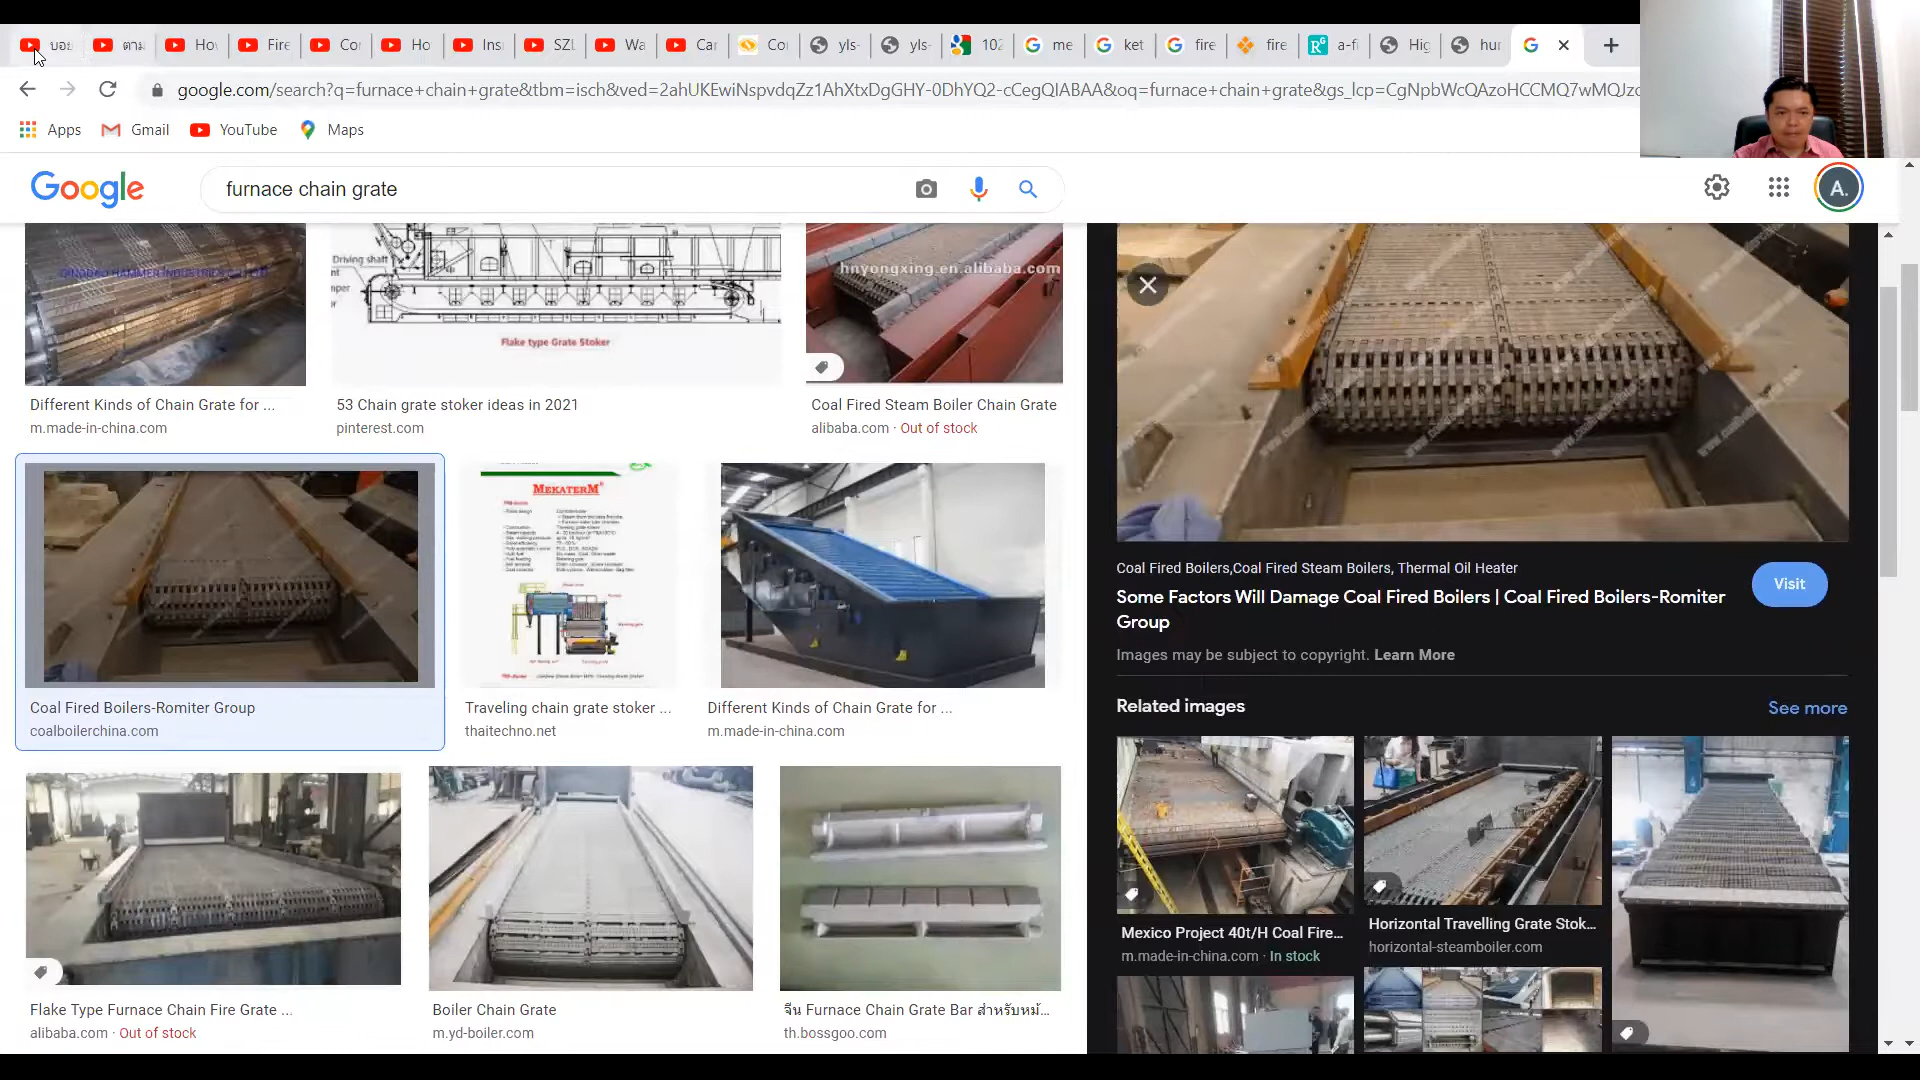 บอย
ตาม
Hov
Fire
Cor
Ho
Ins
SZL
Wa
Car
Co
yls-
yls-
102
me
ket
fire
fire
a-fi
Hig
hur
google.com/search?q=furnace+chain+grate&tbm=isch&ved=2ahUKEwiNspvdqZz1AhXtxDgGHY-0DhYQ2-cCegQIABAA&oq=furnace+chain+grate&gs_lcp=CgNpbWcQAzoHCCMQ7wMQJzo
Apps Gmail YouTube Maps
Google
furnace chain grate
A.
QINGDAO HAMMER INDUSTRIES CO., LTD
Driving shaft
Flake type Grate Stoker
hnyongxing.en.alibaba.com
Different Kinds of Chain Grate for ...
m.made-in-china.com
53 Chain grate stoker ideas in 2021
pinterest.com
Coal Fired Steam Boiler Chain Grate
alibaba.com · Out of stock
MEKATERM
Coal Fired Boilers-Romiter Group
coalboilerchina.com
Traveling chain grate stoker ...
thaitechno.net
Different Kinds of Chain Grate for ...
m.made-in-china.com
Flake Type Furnace Chain Fire Grate ...
alibaba.com · Out of stock
Boiler Chain Grate
m.yd-boiler.com
จีน Furnace Chain Grate Bar สำหรับหม้...
th.bossgoo.com
Coal Fired Boilers,Coal Fired Steam Boilers, Thermal Oil Heater
Some Factors Will Damage Coal Fired Boilers | Coal Fired Boilers-Romiter
Group
Visit
Images may be subject to copyright. Learn More
Related images
See more
Mexico Project 40t/H Coal Fire...
m.made-in-china.com · In stock
Horizontal Travelling Grate Stok...
horizontal-steamboiler.com